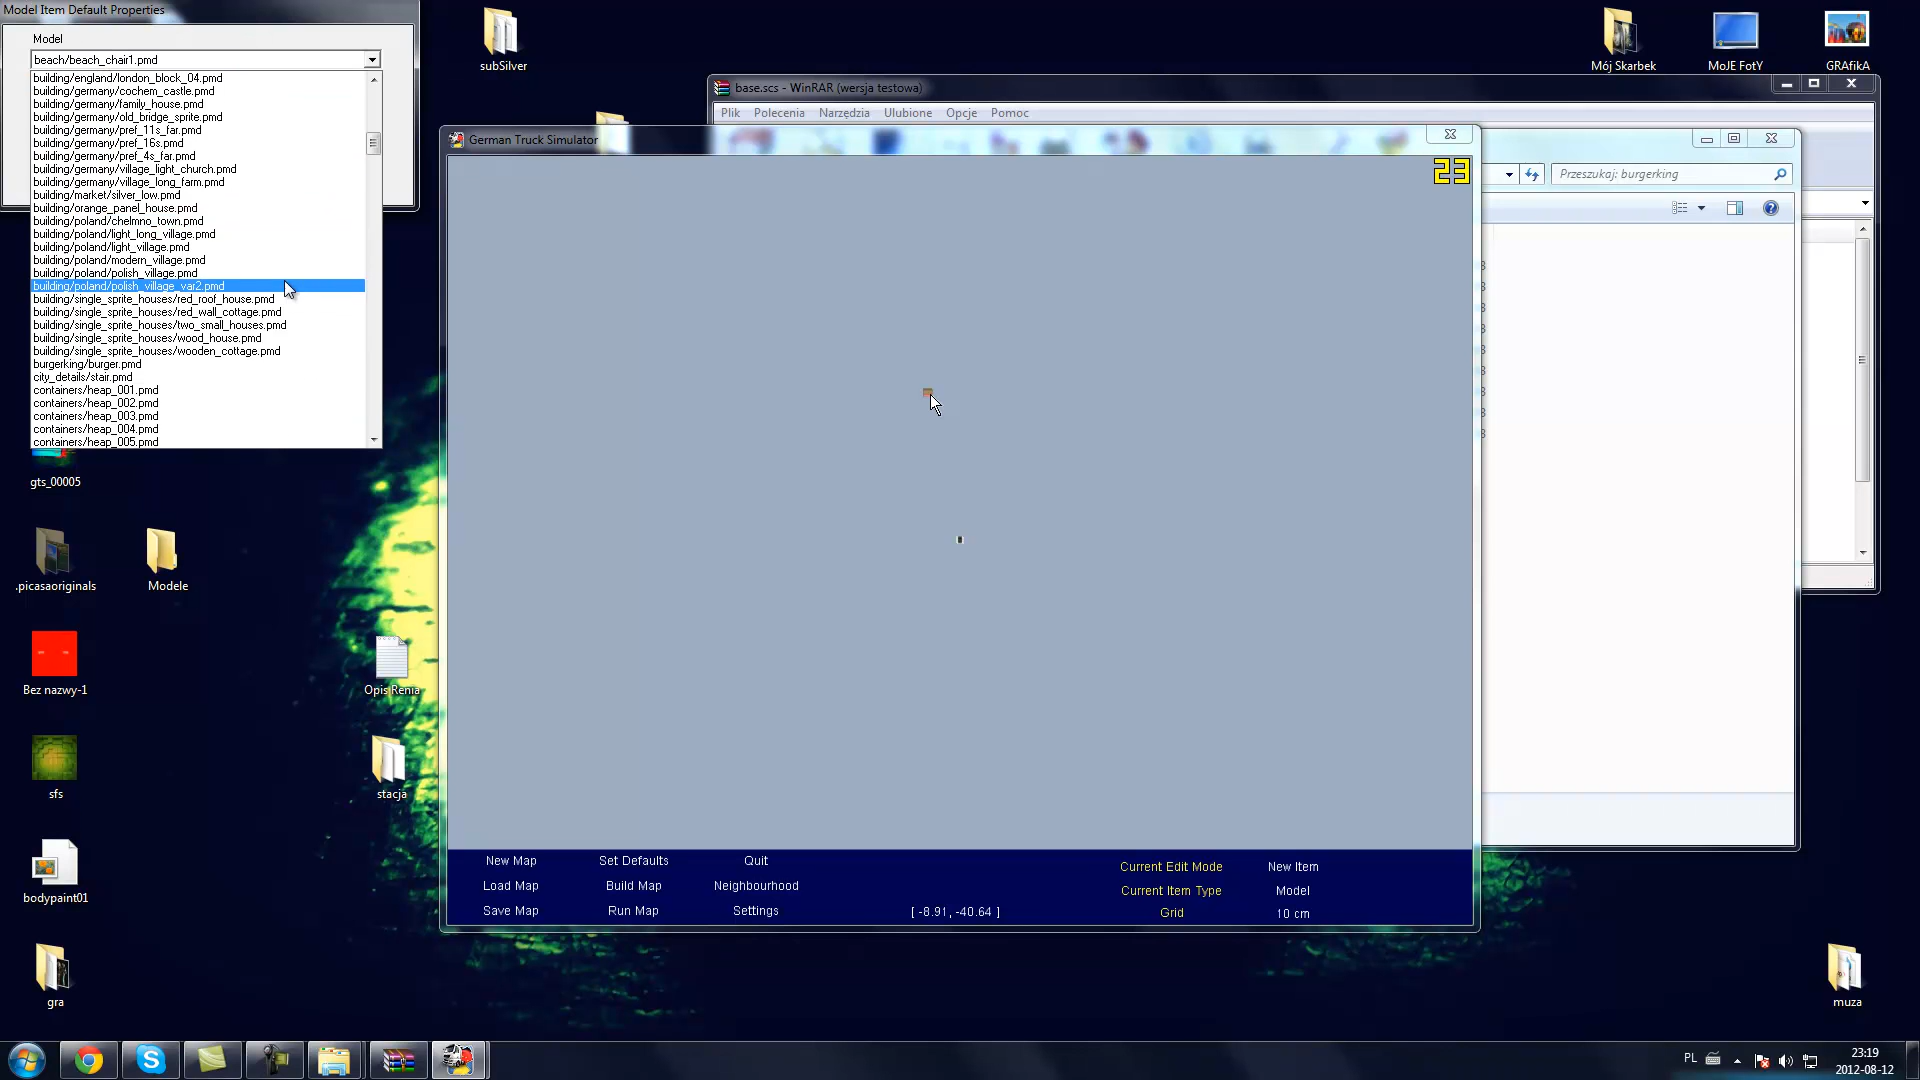 Model Item Default Properties
Model
beach/beach_chair1.pmd
building/england/london_block_04.pmd
building/germany/cochem_castle.pmd
building/germany/family_house.pmd
building/germany/old_bridge_sprite.pmd
building/germany/pref_11s_far.pmd
building/germany/pref_16s.pmd
building/germany/pref_4s_far.pmd
building/germany/village_light_church.pmd
building/germany/village_long_farm.pmd
building/market/silver_low.pmd
building/orange_panel_house.pmd
building/poland/chelmno_town.pmd
building/poland/light_long_village.pmd
building/poland/light_village.pmd
building/poland/modern_village.pmd
building/poland/polish_village.pmd
building/poland/polish_village_var2.pmd
building/single_sprite_houses/red_roof_house.pmd
building/single_sprite_houses/red_wall_cottage.pmd
building/single_sprite_houses/two_small_houses.pmd
building/single_sprite_houses/wood_house.pmd
building/single_sprite_houses/wooden_cottage.pmd
burgerking/burger.pmd
city_details/stair.pmd
containers/heap_001.pmd
containers/heap_002.pmd
containers/heap_003.pmd
containers/heap_004.pmd
containers/heap_005.pmd
gts_00005
.picasaoriginals
Modele
Bez nazwy-1
Opis Renia
sfs
stacja
bodypaint01
gra
subSilver
Mój Skarbek
MoJE FotY
GRAfikA
muza
base.scs - WinRAR (wersja testowa)
Plik Polecenia Narzędzia Ulubione Opcje Pomoc
Przeszukaj: burgerking
German Truck Simulator
23
New Map Set Defaults Quit
Load Map Build Map Neighbourhood
Save Map Run Map Settings
[ -8.91, -40.64 ]
Current Edit Mode New Item
Current Item Type Model
Grid 10 cm
PL
23:19
2012-08-12